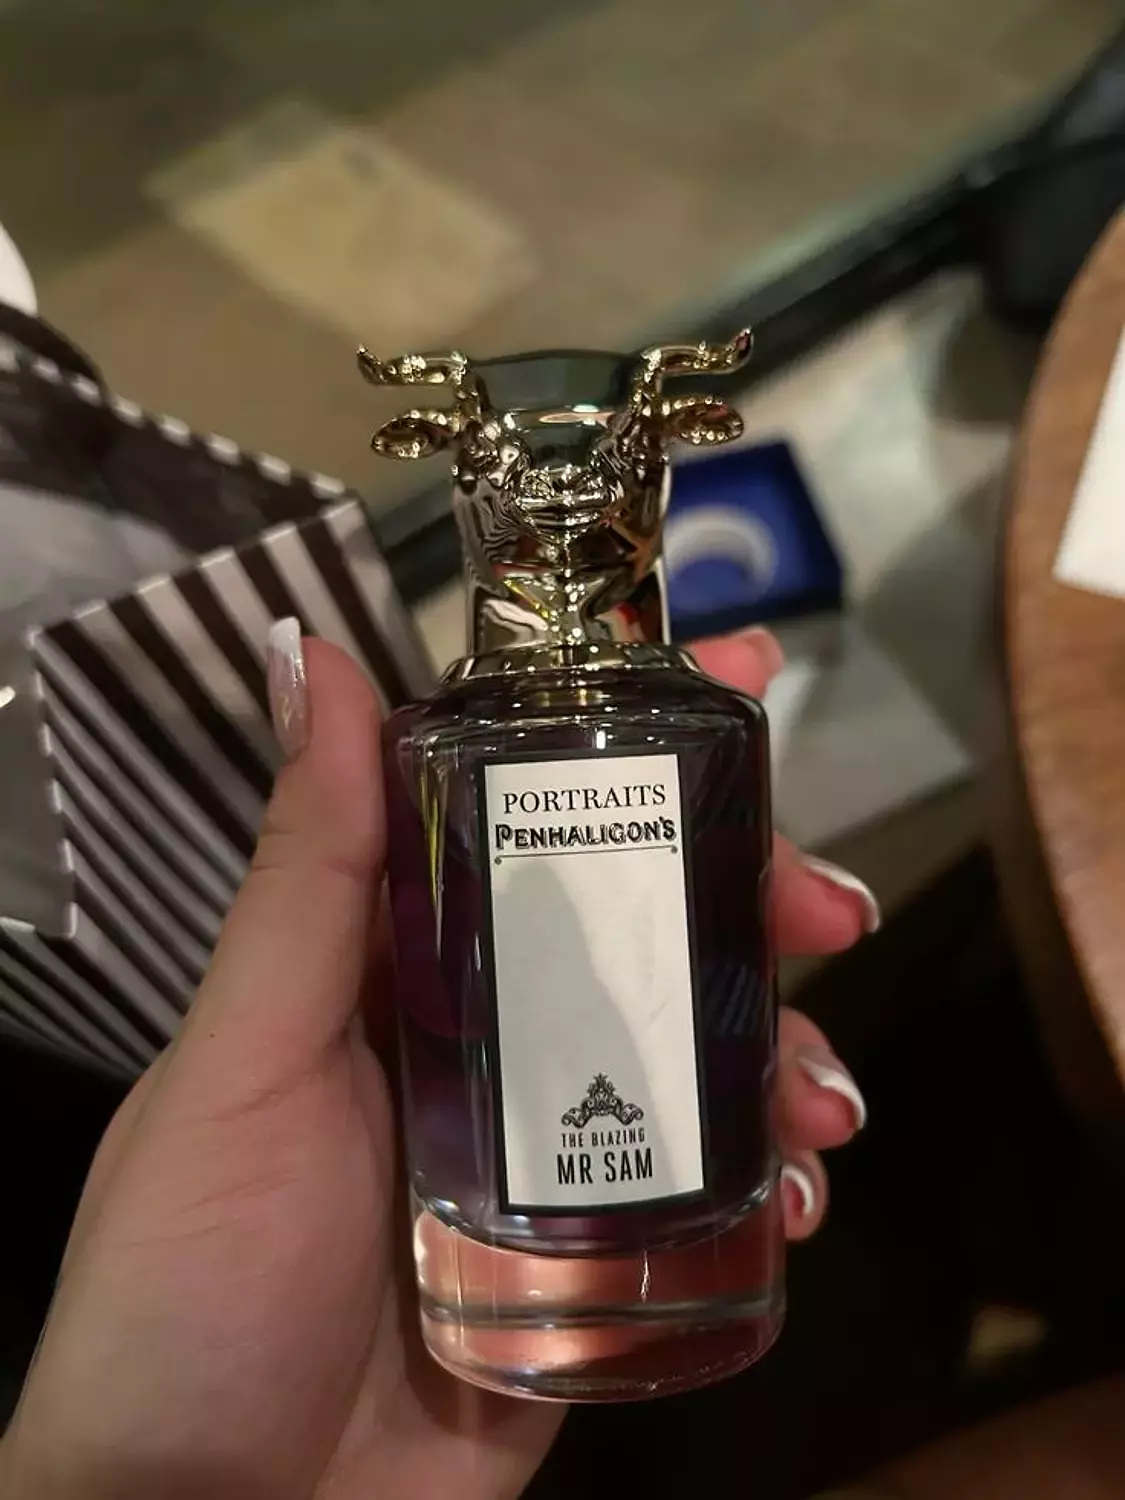 PORTRAITS
PENHALIGON'S
THE BLAZING
MR SAM